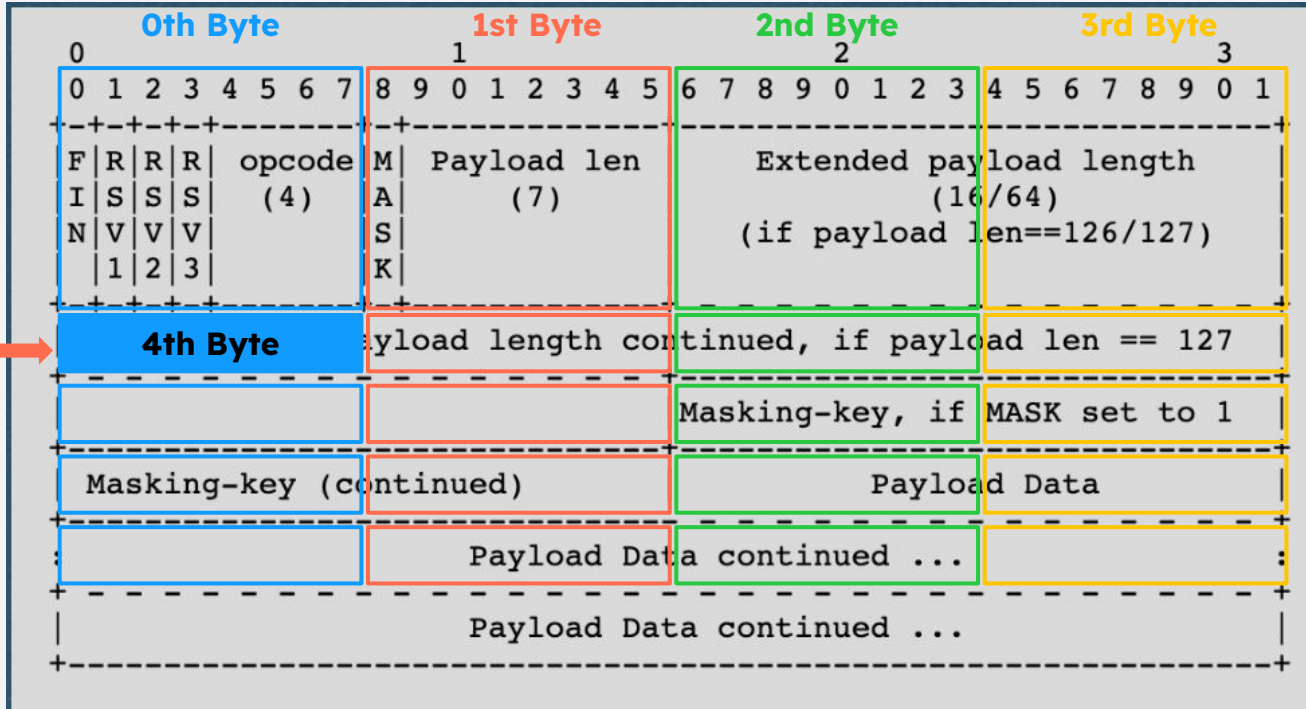 0th Byte 1st Byte 2nd Byte 3rd Byte
0 1 2 3
0 1 2 3 4 5 6 7 8 9 0 1 2 3 4 5 6 7 8 9 0 1 2 3 4 5 6 7 8 9 0 1
+-+-+-+-+-------+-+-------------+-------------------------------+
F|R|R|R| opcode|M| Payload len Extended payload length |
I|S|S|S| (4) A| (7) (16/64) |
N|V|V|V| S| (if payload len==126/127) |
|1|2|3| K| |
+-+-+-+-+-------+-+-------------+ - - - - - - - - - - - - - - - +
4th Byte yload length continued, if payload len == 127 |
+ - - - - - - - - - - - - - - - +-------------------------------+
Masking-key, if MASK set to 1 |
+-------------------------------+-------------------------------+
Masking-key (continued) Payload Data |
+-------------------------------- - - - - - - - - - - - - - - - +
: Payload Data continued ... :
+ - - - - - - - - - - - - - - - - - - - - - - - - - - - - - - - +
| Payload Data continued ... |
+---------------------------------------------------------------+